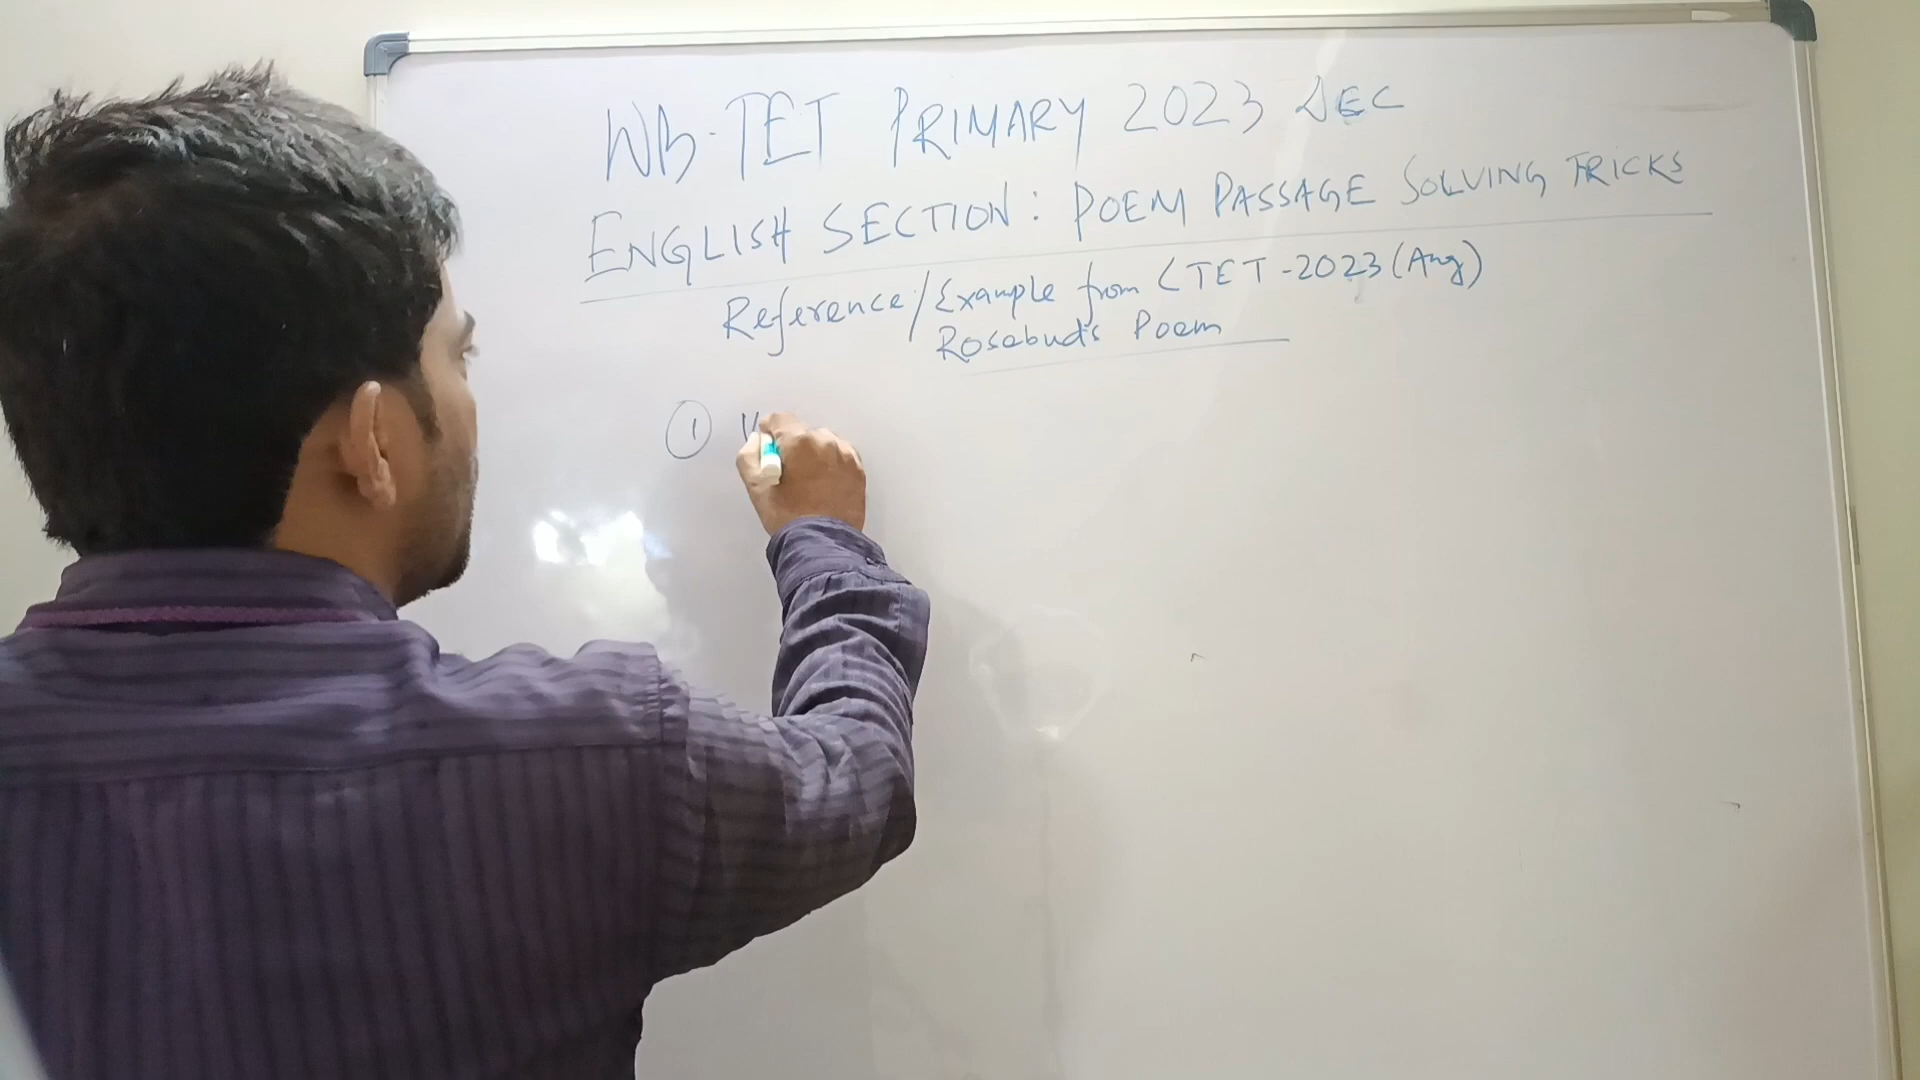 WB-TET PRIMARY 2023 DEC
ENGLISH SECTION: POEM PASSAGE SOLVING TRICKS
Reference/Example from CTET-2023(Aug)
Rosebud's Poem
①